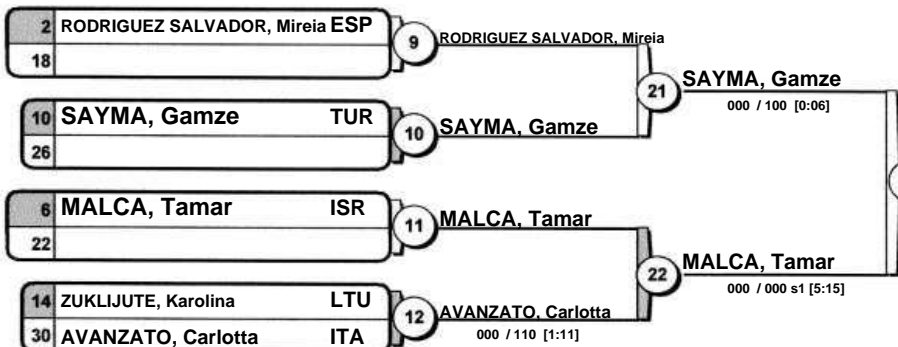 2 RODRIGUEZ SALVADOR, Mireia ESP
18
9 RODRIGUEZ SALVADOR, Mireia
10 SAYMA, Gamze TUR
26
10 SAYMA, Gamze
21 SAYMA, Gamze
000 / 100 [0:06]
6 MALCA, Tamar ISR
22
11 MALCA, Tamar
14 ZUKLIJUTE, Karolina LTU
30 AVANZATO, Carlotta ITA
12 AVANZATO, Carlotta
000 / 110 [1:11]
22 MALCA, Tamar
000 / 000 s1 [5:15]